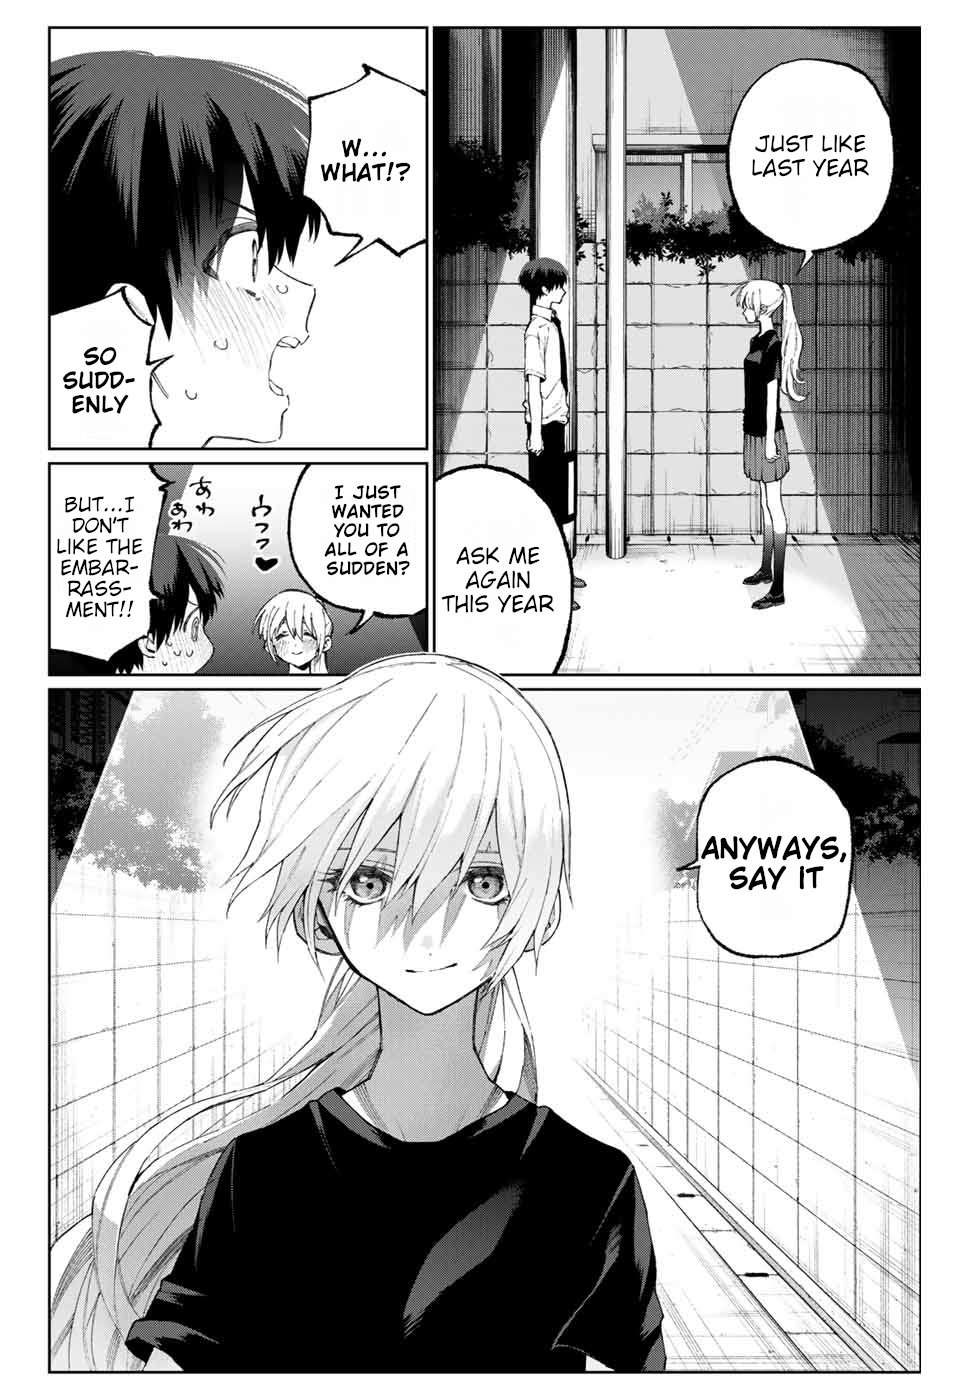 JUST LIKE
LAST YEAR
ASK ME
AGAIN
THIS YEAR
W...
WHAT!?
SO
SUDD-
ENLY
I JUST
WANTED
YOU TO
ALL OF A
SUDDEN?
ウフフ♥
あわ
あわ
BUT...I
DON'T
LIKE THE
EMBAR-
RASS-
MENT!!
ANYWAYS,
SAY IT